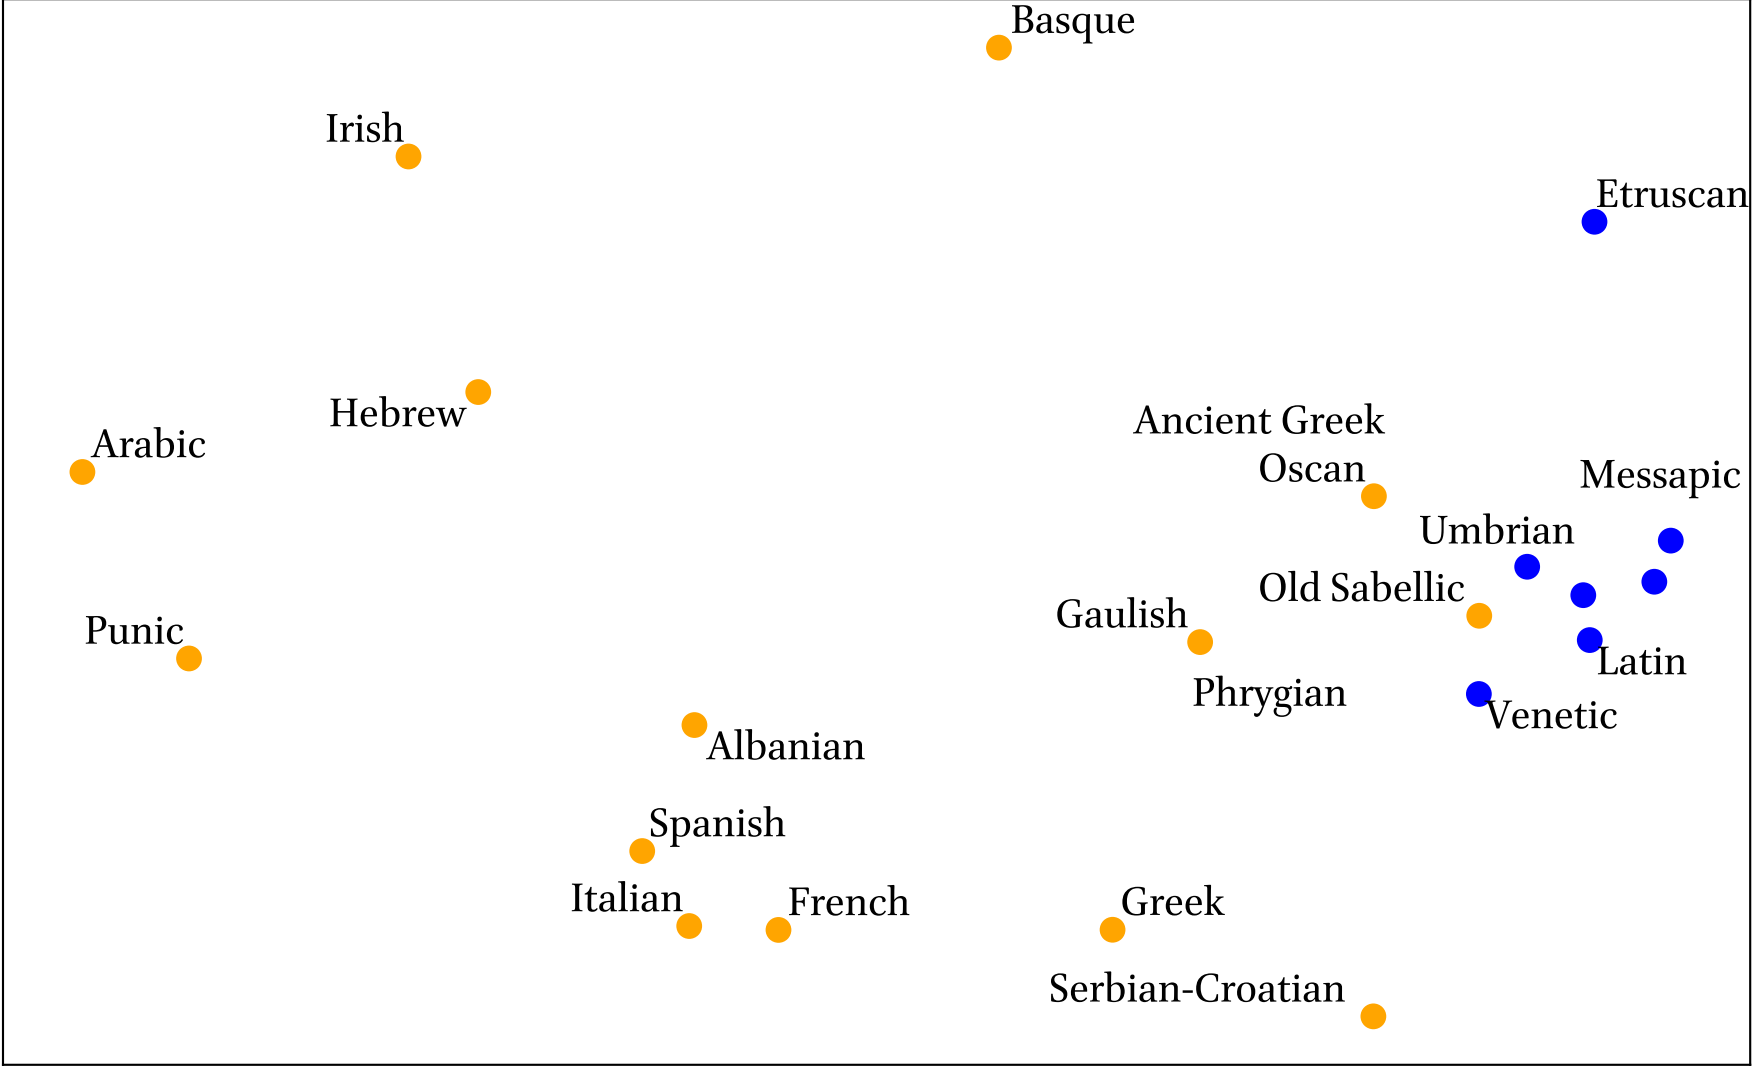 Basque
Irish
Etruscan
Hebrew
Ancient Greek
Arabic
Oscan
Messapic
Umbrian
Old Sabellic
Gaulish
Punic
Latin
Phrygian
Venetic
Albanian
Spanish
Italian
French
Greek
Serbian-Croatian